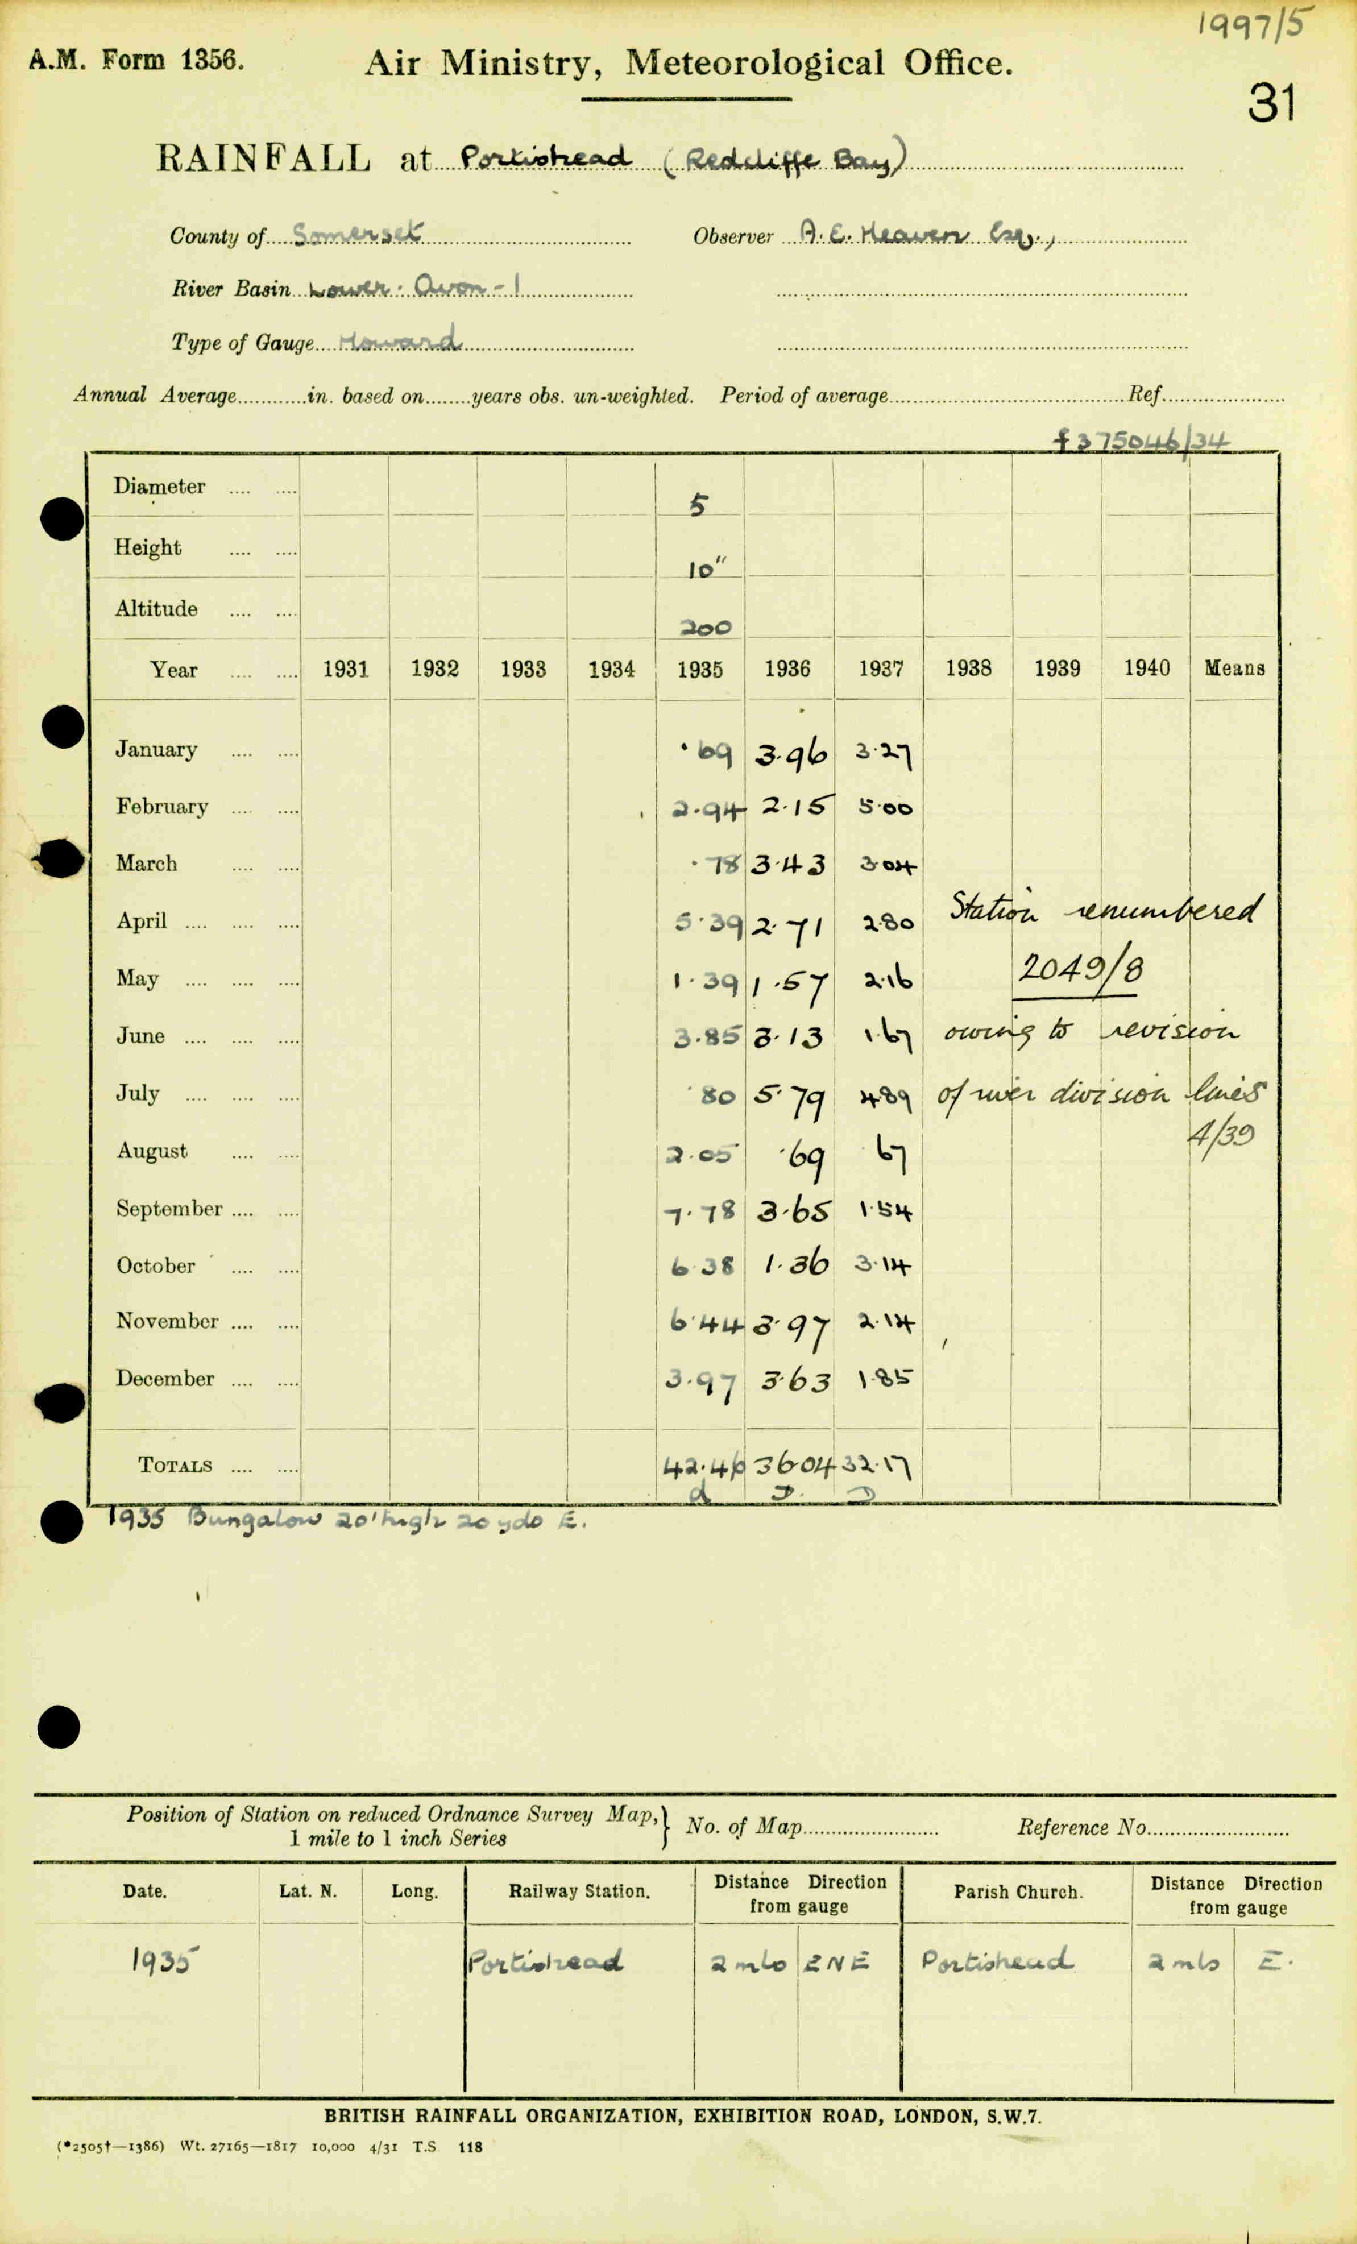 1997/5
A.M. Form 1356. Air Ministry, Meteorological Office.
31
RAINFALL at Portishead (Redcliffe Bay)
County of Somerset Observer A. E. Heaven Esq.,
River Basin Lower Avon - 1
Type of Gauge Howard
Annual Average in. based on years obs. un-weighted. Period of average Ref.
f375046/34
Diameter 5
Height 10"
Altitude 200
Year 1931 1932 1933 1934 1935 1936 1937 1938 1939 1940 Means
January ·69 3·96 3·27
February 2·94 2·15 5·00
March ·78 3·43 3·04
April 5·39 2·71 2·80 Station renumbered
May 1·39 1·57 2·16 2049/8
June 3·85 3·13 1·67 owing to revision
July ·80 5·79 4·89 of river division lines
August 2·05 ·69 ·67 4/39
September 7·78 3·65 1·54
October 6·38 1·36 3·14
November 6·44 3·97 2·14
December 3·97 3·63 1·85
TOTALS 42·46 36·04 32·17
d D D
1935 Bungalow 20' high 20 yds E.
Position of Station on reduced Ordnance Survey Map, } No. of Map Reference No.
1 mile to 1 inch Series
Date. Lat. N. Long. Railway Station. Distance Direction from gauge Parish Church. Distance Direction from gauge
1935 Portishead 2 mls ENE Portishead 2 mls E.
BRITISH RAINFALL ORGANIZATION, EXHIBITION ROAD, LONDON, S.W.7.
(*2505†—1386) Wt. 27165—1817 10,000 4/31 T.S 118